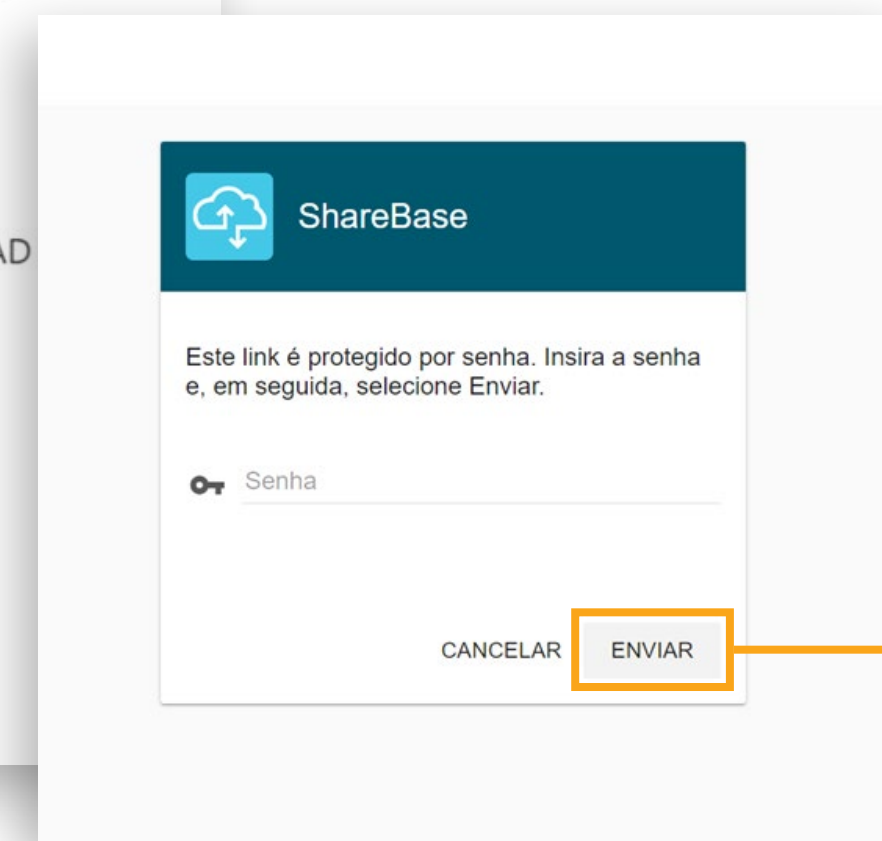 AD
ShareBase
Este link é protegido por senha. Insira a senha
e, em seguida, selecione Enviar.
Senha
CANCELAR ENVIAR